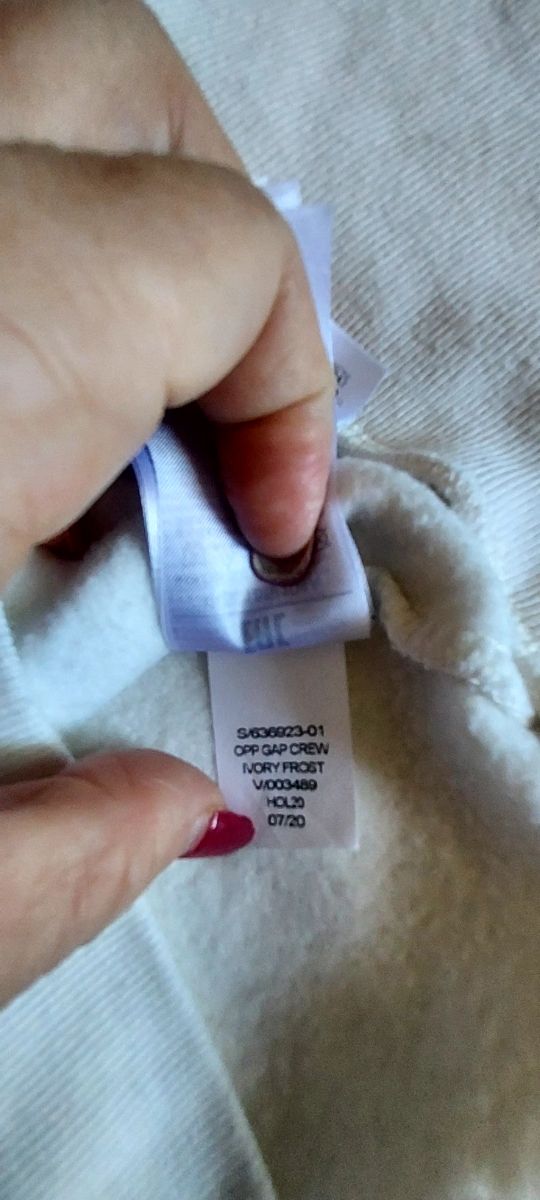 S/636923-01
OPP GAP CREW
IVORY FROST
V/003489
HOL20
07/20